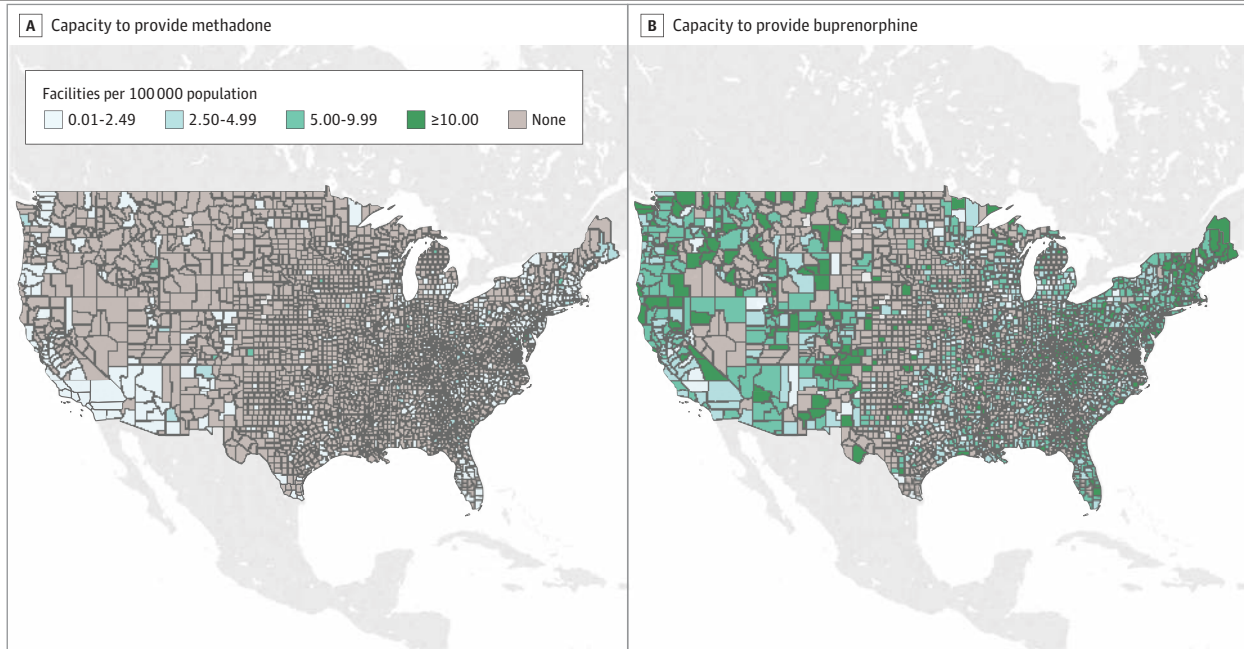 A Capacity to provide methadone
B Capacity to provide buprenorphine
Facilities per 100 000 population
0.01-2.49 2.50-4.99 5.00-9.99 ≥10.00 None